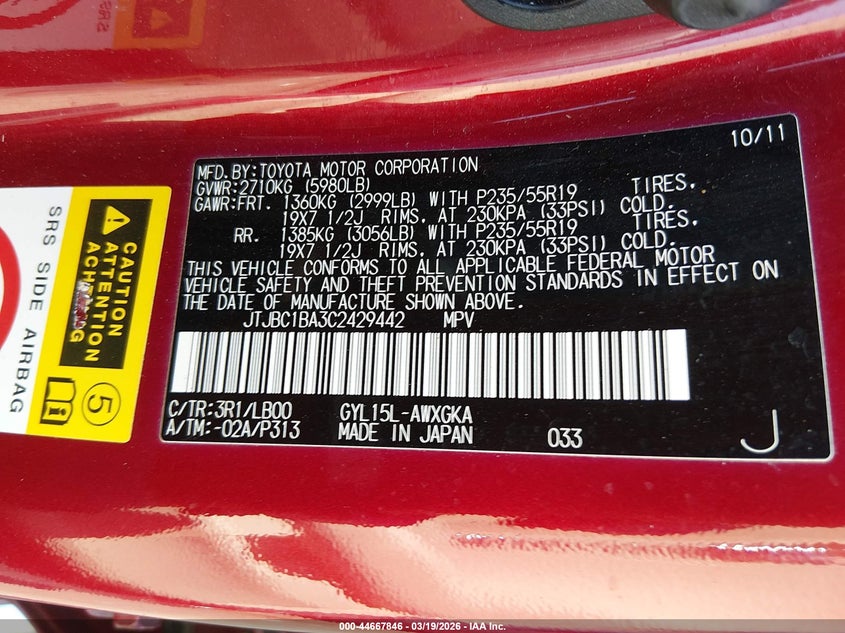 10/11
MFD.BY:TOYOTA MOTOR CORPORATION
GVWR:2710KG (5980LB)
GAWR:FRT. 1360KG (2999LB) WITH P235/55R19 TIRES,
19X7 1/2J RIMS, AT 230KPA (33PSI) COLD.
RR. 1385KG (3056LB) WITH P235/55R19 TIRES,
19X7 1/2J RIMS, AT 230KPA (33PSI) COLD.
THIS VEHICLE CONFORMS TO ALL APPLICABLE FEDERAL MOTOR
VEHICLE SAFETY AND THEFT PREVENTION STANDARDS IN EFFECT ON
THE DATE OF MANUFACTURE SHOWN ABOVE.
JTJBC1BA3C2429442 MPV
C/TR:3R1/LB00 GYL15L-AWXGKA
A/TM:-02A/P313 MADE IN JAPAN 033 J
CAUTION
ATTENTION
ACHTUNG
5
SRS SIDE AIRBAG
SRS
000-44667846 — 03/19/2026 — IAA Inc.